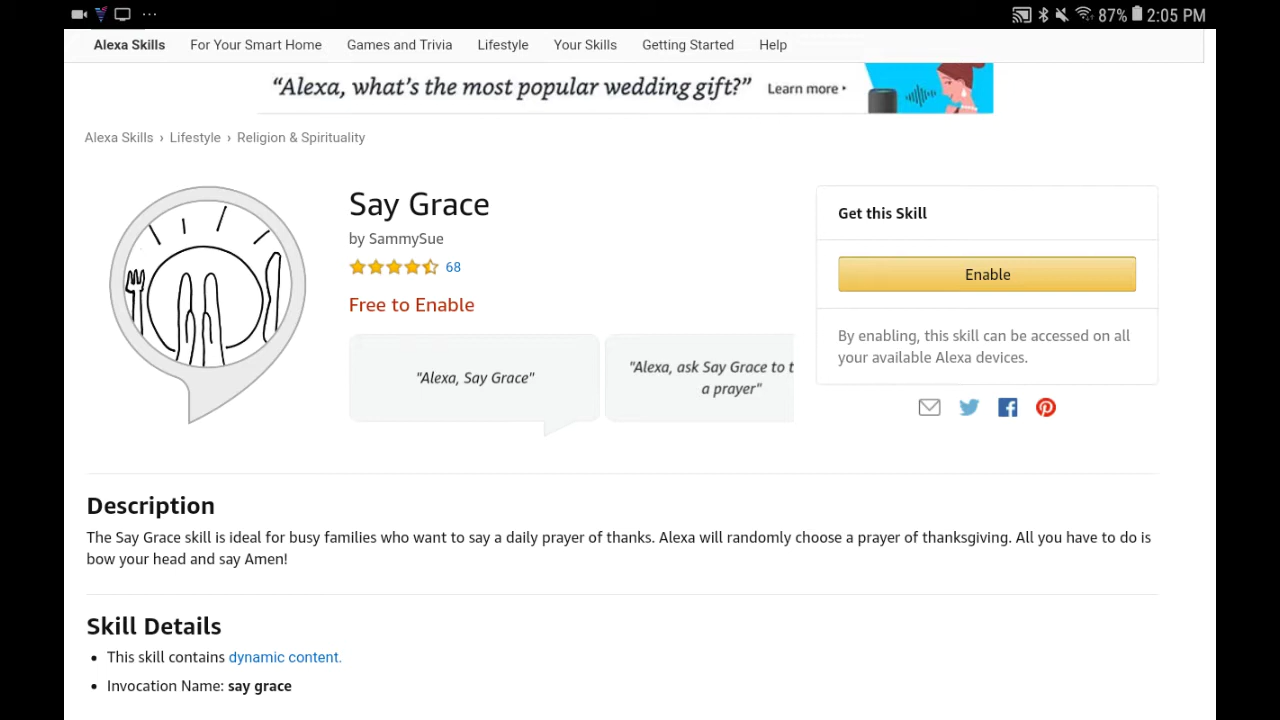 87% 2:05 PM
Alexa Skills For Your Smart Home Games and Trivia Lifestyle Your Skills Getting Started Help
“Alexa, what’s the most popular wedding gift?” Learn more ▸
Alexa Skills › Lifestyle › Religion & Spirituality
Say Grace
by SammySue
68
Free to Enable
"Alexa, Say Grace"
"Alexa, ask Say Grace to t
a prayer"
Get this Skill
Enable
By enabling, this skill can be accessed on all
your available Alexa devices.
Description
The Say Grace skill is ideal for busy families who want to say a daily prayer of thanks. Alexa will randomly choose a prayer of thanksgiving. All you have to do is
bow your head and say Amen!
Skill Details
• This skill contains dynamic content.
• Invocation Name: say grace